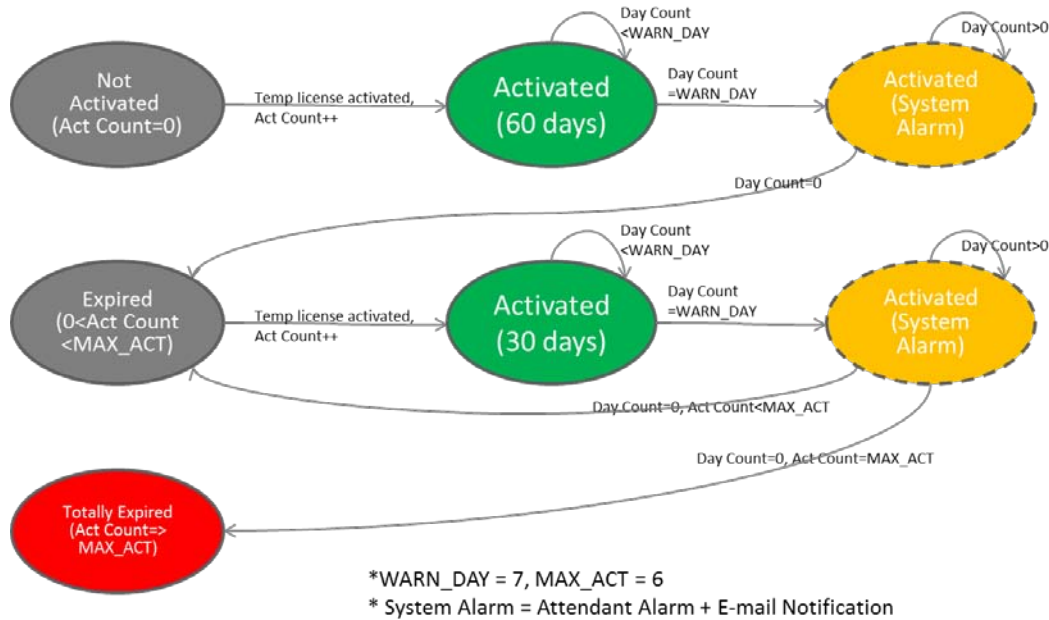 Day Count
<WARN_DAY
Day Count>0
Not
Activated
(Act Count=0)
Temp license activated,
Act Count++
Activated
(60 days)
Day Count
=WARN_DAY
Activated
(System
Alarm)
Day Count=0
Day Count
<WARN_DAY
Day Count>0
Expired
(0<Act Count
<MAX_ACT)
Temp license activated,
Act Count++
Activated
(30 days)
Day Count
=WARN_DAY
Activated
(System
Alarm)
Day Count=0, Act Count<MAX_ACT
Day Count=0, Act Count=MAX_ACT
Totally Expired
(Act Count=>
MAX_ACT)
*WARN_DAY = 7, MAX_ACT = 6
* System Alarm = Attendant Alarm + E-mail Notification